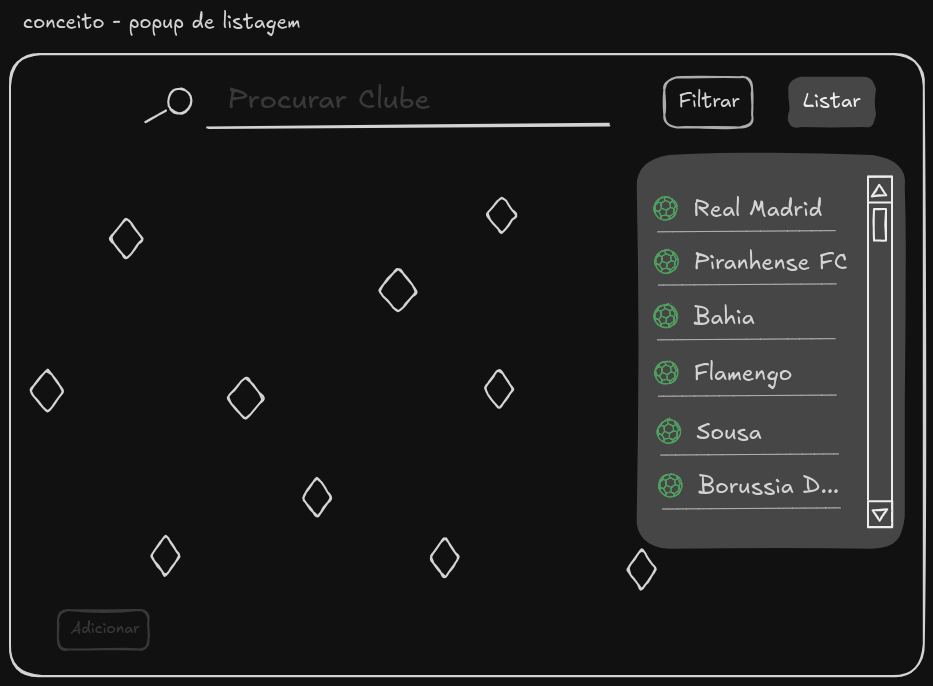 conceito - popup de listagem
Procurar Clube
Filtrar
Listar
Real Madrid
Piranhense FC
Bahia
Flamengo
Sousa
Borussia D...
Adicionar